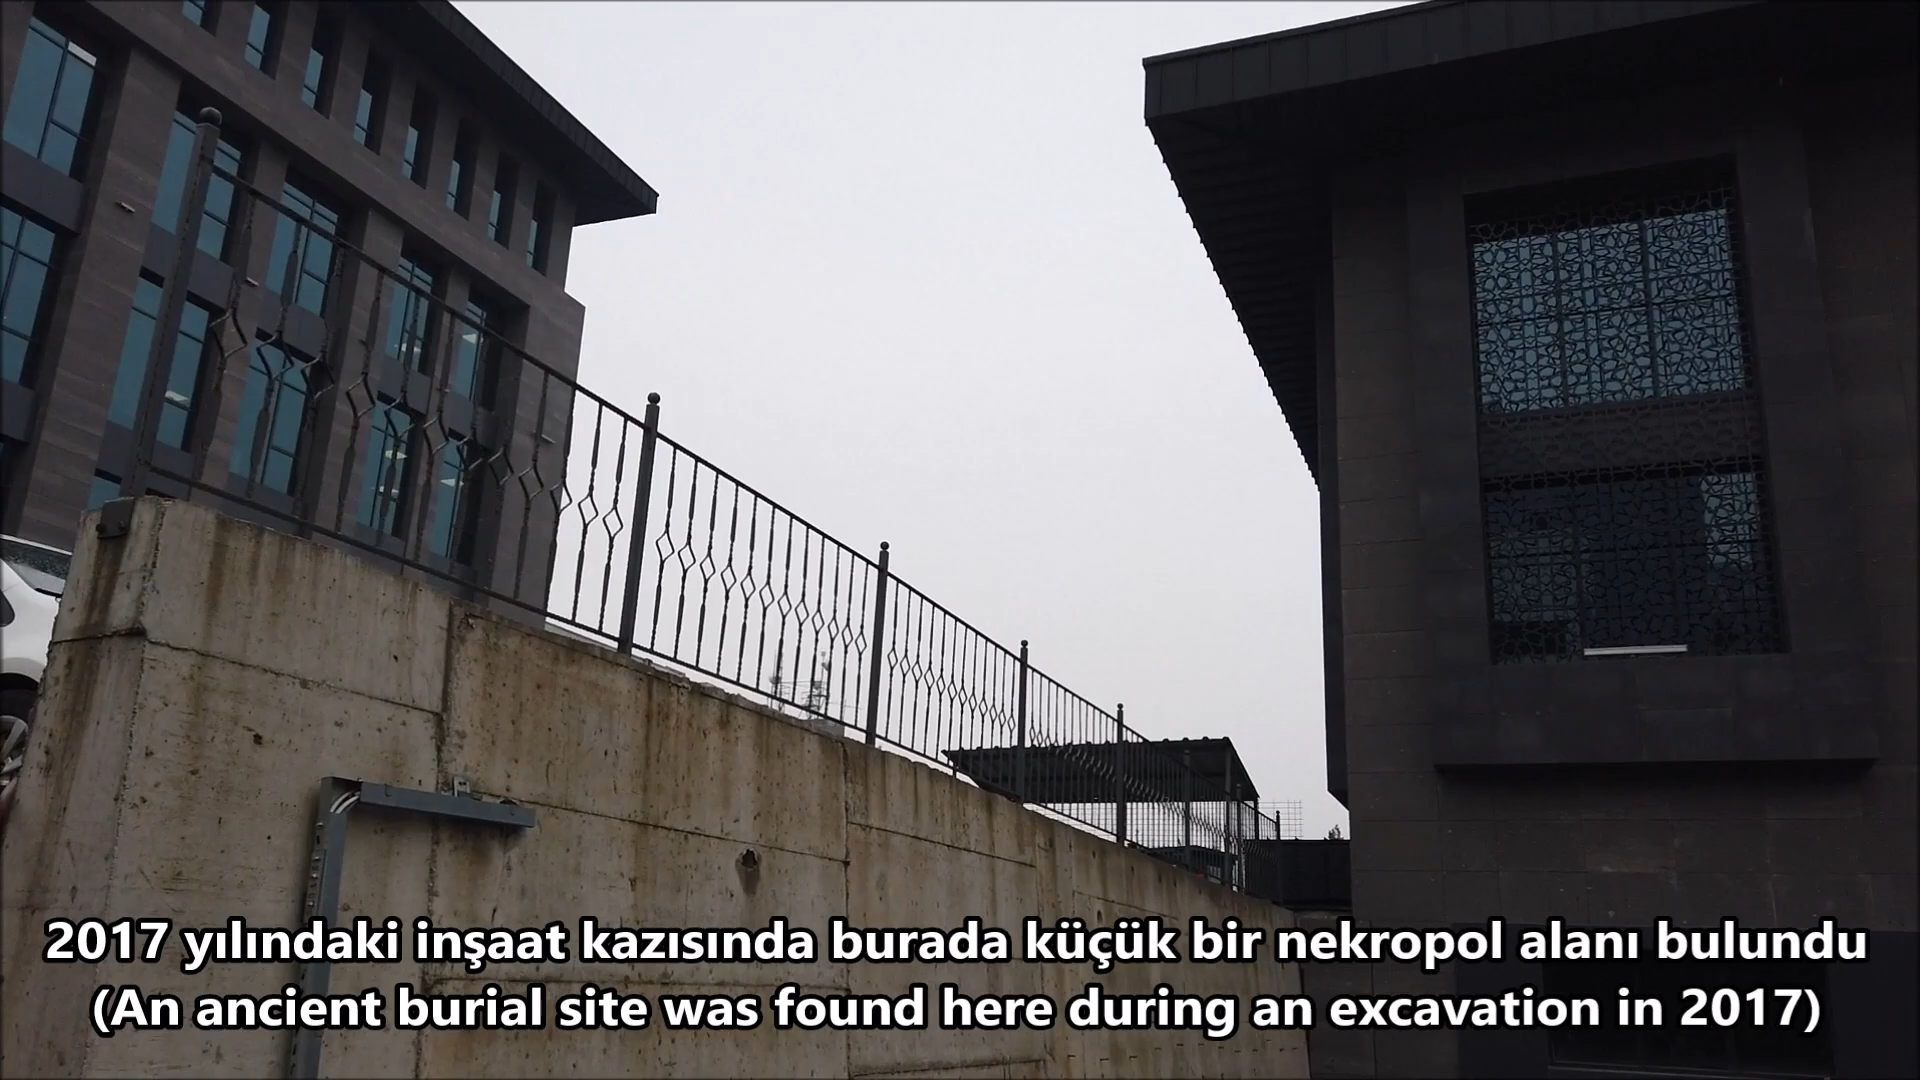 2017 yılındaki inşaat kazısında burada küçük bir nekropol alanı bulundu
(An ancient burial site was found here during an excavation in 2017)